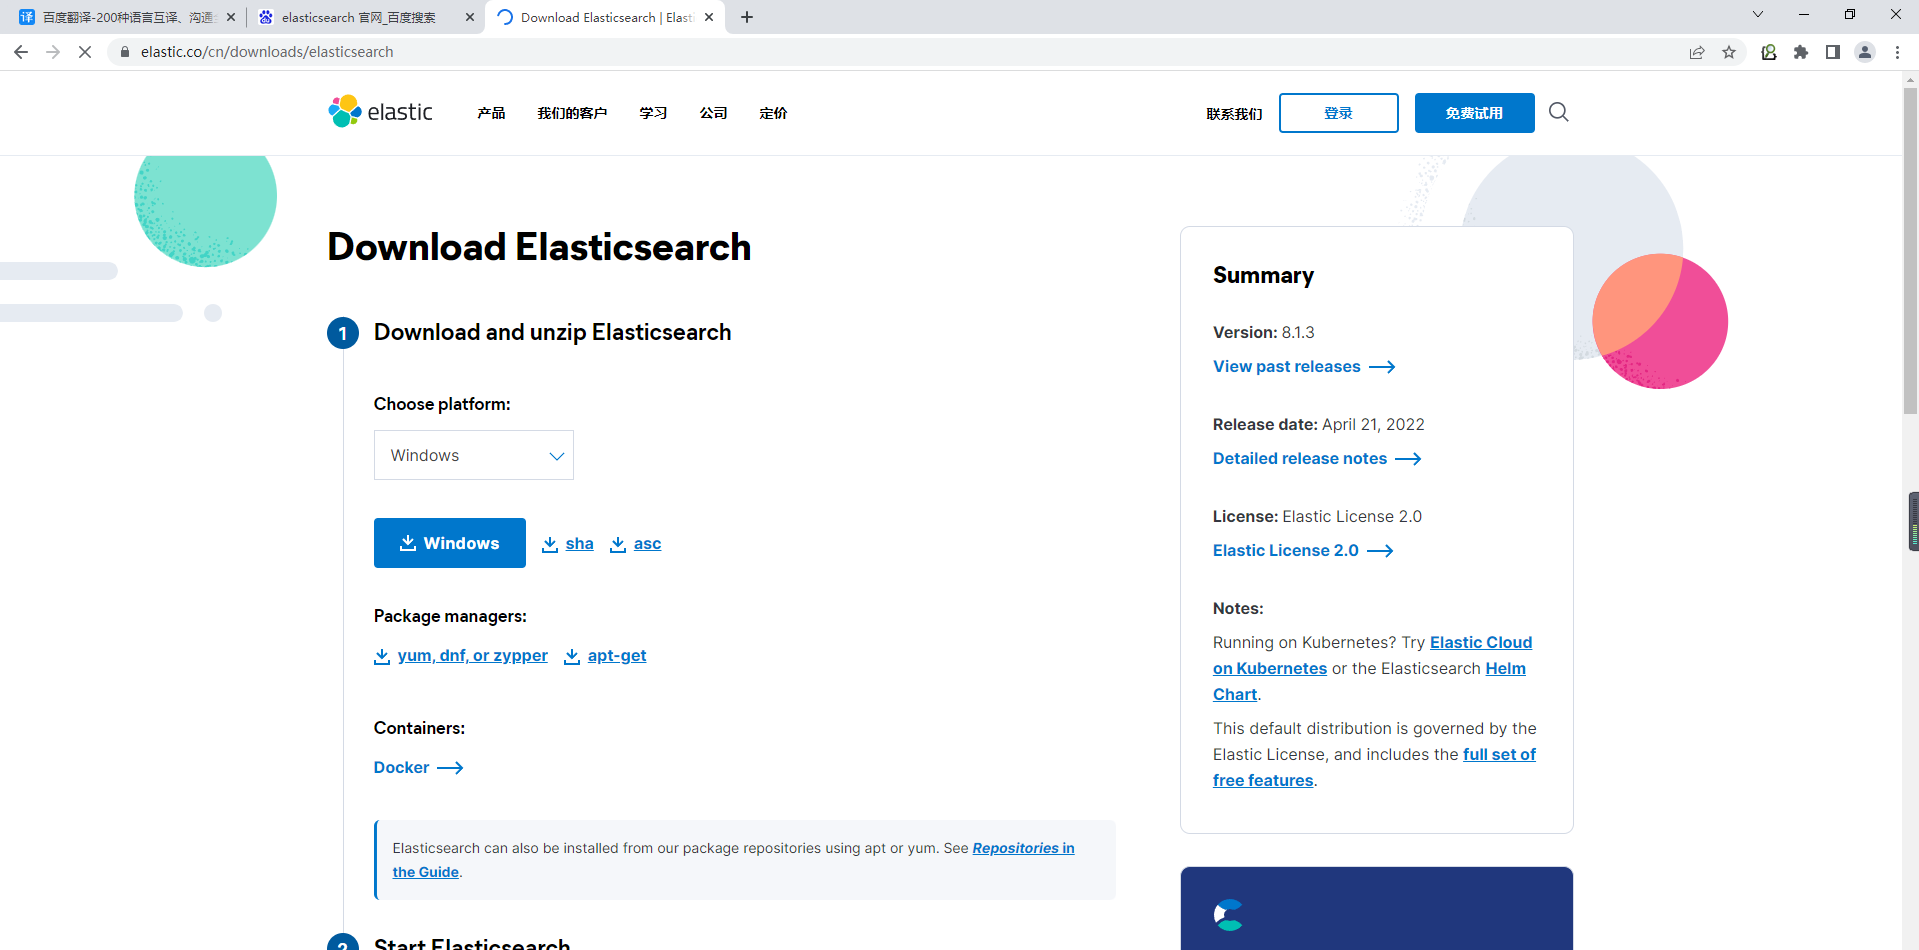 译 百度翻译-200种语言互译、沟通
elasticsearch 官网_百度搜索
Download Elasticsearch | Elast
elastic.co/cn/downloads/elasticsearch
elastic
产品
我们的客户
学习
公司
定价
联系我们
登录
免费试用
Download Elasticsearch
1 Download and unzip Elasticsearch
Choose platform:
Windows
Windows sha asc
Package managers:
yum, dnf, or zypper apt-get
Containers:
Docker
Elasticsearch can also be installed from our package repositories using apt or yum. See Repositories in
the Guide.
2 Start Elasticsearch
Summary
Version: 8.1.3
View past releases
Release date: April 21, 2022
Detailed release notes
License: Elastic License 2.0
Elastic License 2.0
Notes:
Running on Kubernetes? Try Elastic Cloud
on Kubernetes or the Elasticsearch Helm
Chart.
This default distribution is governed by the
Elastic License, and includes the full set of
free features.